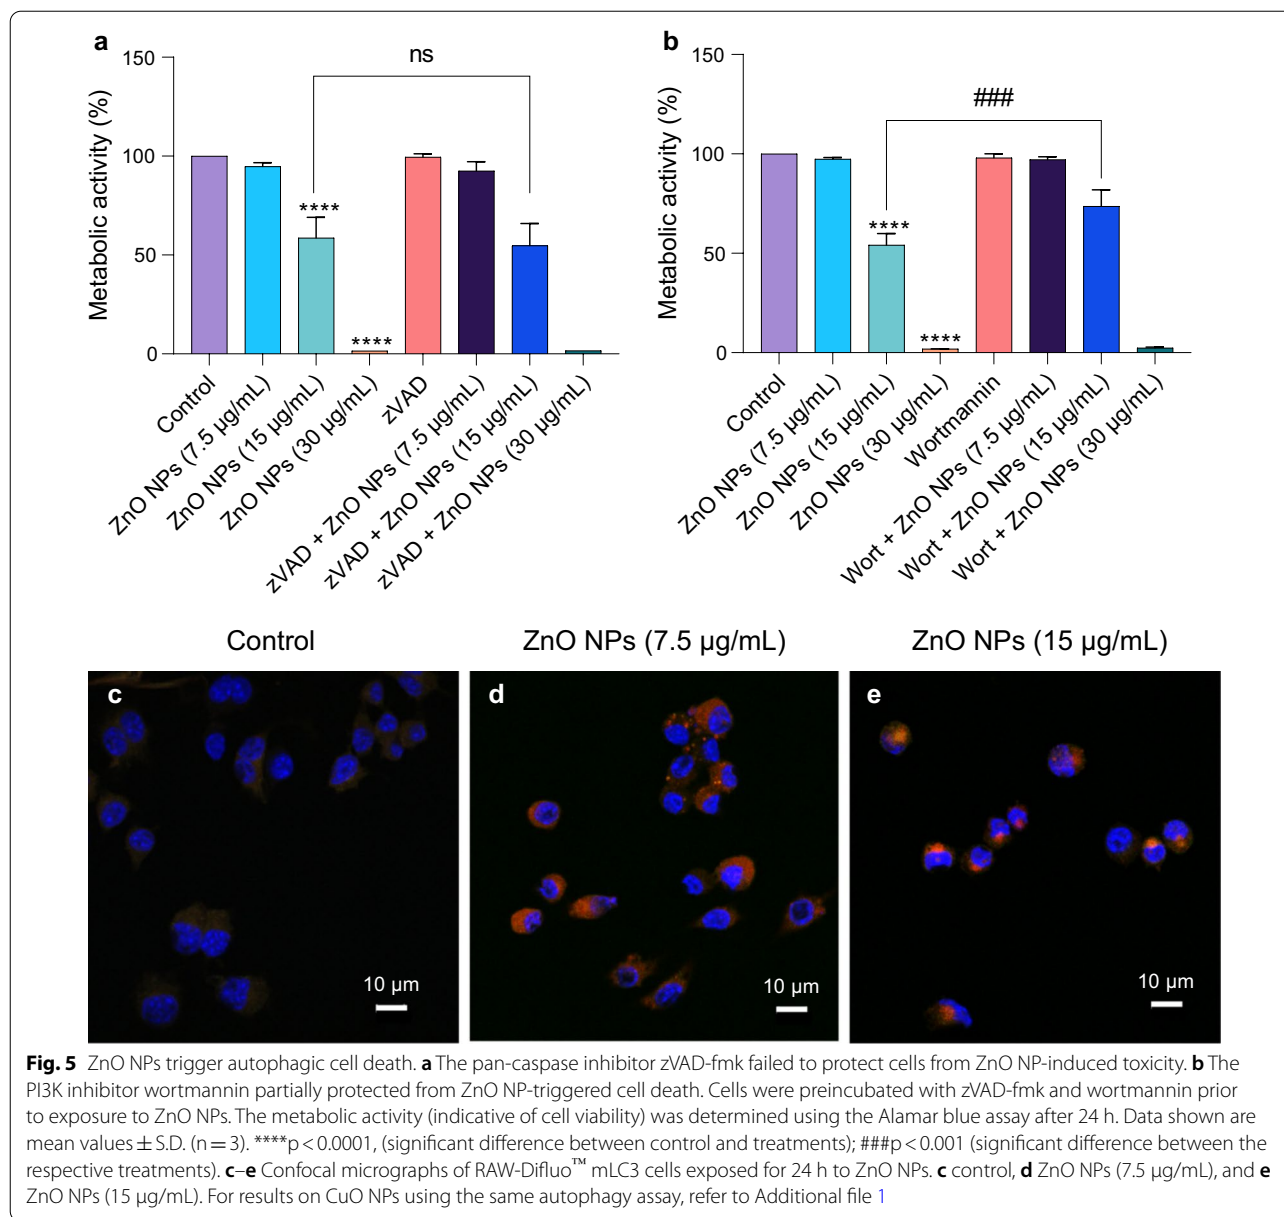 a
150
100
50
0
Metabolic activity (%)
ns
****
****
Control
ZnO NPs (7.5 µg/mL)
ZnO NPs (15 µg/mL)
ZnO NPs (30 µg/mL)
zVAD
zVAD + ZnO NPs (7.5 µg/mL)
zVAD + ZnO NPs (15 µg/mL)
zVAD + ZnO NPs (30 µg/mL)
b
150
100
50
0
Metabolic activity (%)
###
****
****
Control
ZnO NPs (7.5 µg/mL)
ZnO NPs (15 µg/mL)
ZnO NPs (30 µg/mL)
Wortmannin
Wort + ZnO NPs (7.5 µg/mL)
Wort + ZnO NPs (15 µg/mL)
Wort + ZnO NPs (30 µg/mL)
Control
ZnO NPs (7.5 µg/mL)
ZnO NPs (15 µg/mL)
c
10 µm
d
10 µm
e
10 µm
Fig. 5 ZnO NPs trigger autophagic cell death. a The pan-caspase inhibitor zVAD-fmk failed to protect cells from ZnO NP-induced toxicity. b The
PI3K inhibitor wortmannin partially protected from ZnO NP-triggered cell death. Cells were preincubated with zVAD-fmk and wortmannin prior
to exposure to ZnO NPs. The metabolic activity (indicative of cell viability) was determined using the Alamar blue assay after 24 h. Data shown are
mean values ± S.D. (n = 3). ****p < 0.0001, (significant difference between control and treatments); ###p < 0.001 (significant difference between the
respective treatments). c–e Confocal micrographs of RAW-Difluo™ mLC3 cells exposed for 24 h to ZnO NPs. c control, d ZnO NPs (7.5 µg/mL), and e
ZnO NPs (15 µg/mL). For results on CuO NPs using the same autophagy assay, refer to Additional file 1